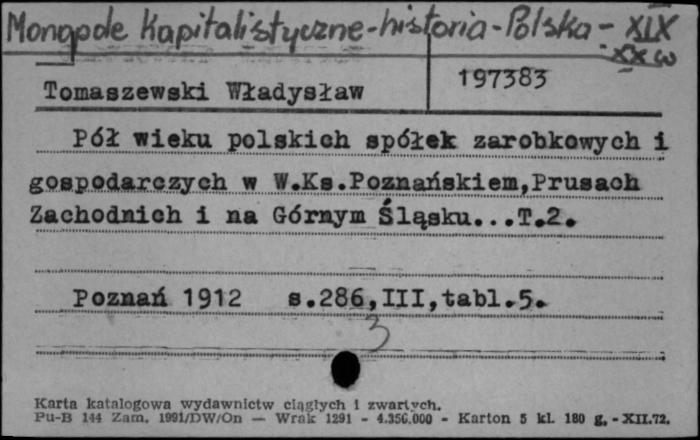 Monopole Kapitalistyczne-historia-Polska-XIX
-XXw
Tomaszewski Władysław
197383
Pół wieku polskich spółek zarobkowych i
gospodarczych w W.Ks.Poznańskiem,Prusach
Zachodnich i na Górnym Śląsku...T.2.
Poznań 1912 s.286,III,tabl.5.
3
Karta katalogowa wydawnictw ciągłych i zwartych.
Pu-B 144 Zam. 1991/DW/On — Wrak 1291 - 4.350.000 - Karton 5 kl. 180 g. - XII.72.